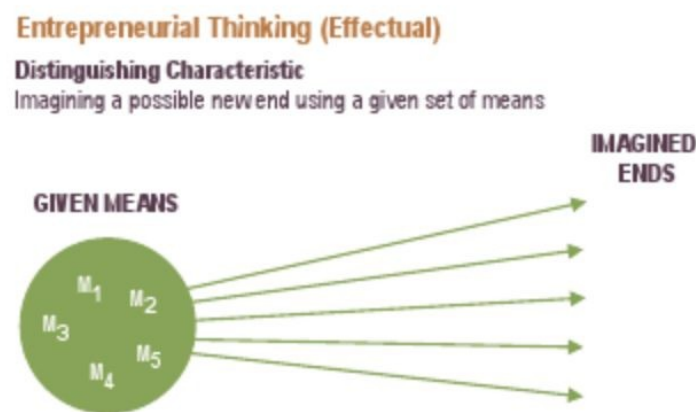 Entrepreneurial Thinking (Effectual)
Distinguishing Characteristic
Imagining a possible new end using a given set of means
IMAGINED
ENDS
GIVEN MEANS
M₁
M₂
M₃
M₅
M₄